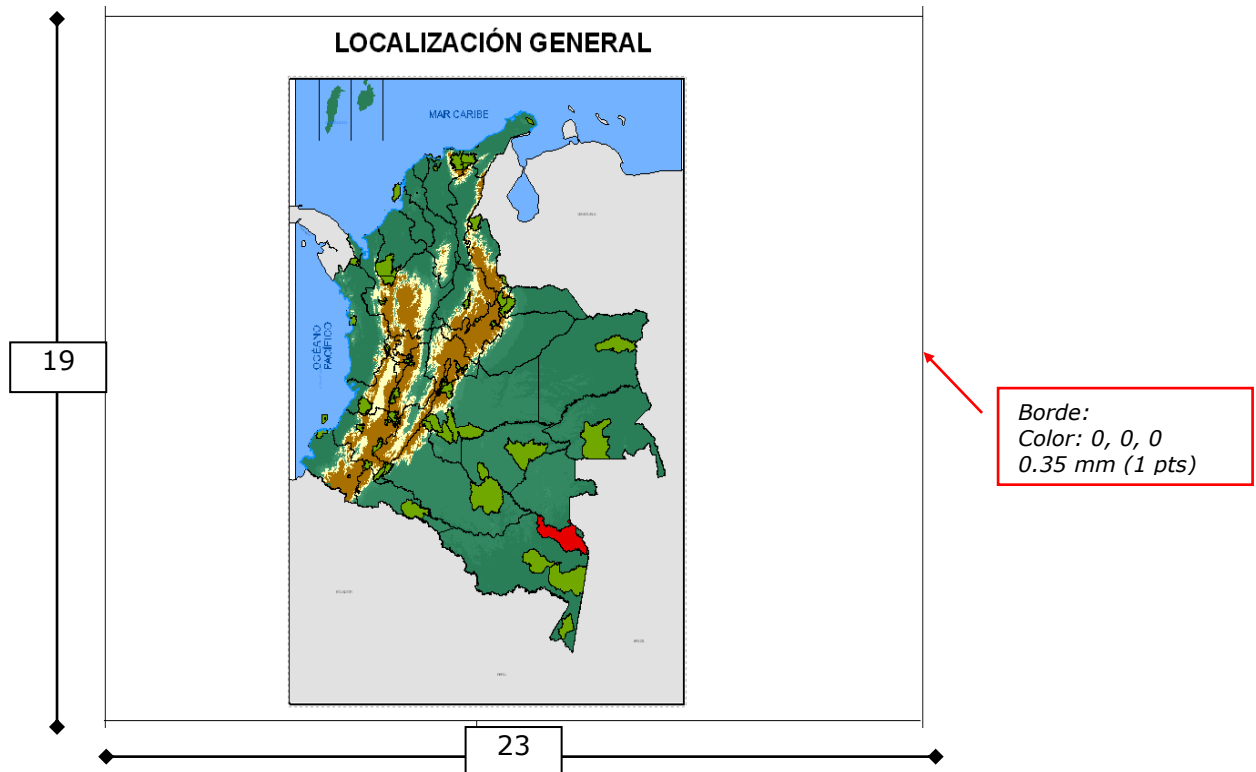 LOCALIZACIÓN GENERAL
MAR CARIBE
OCÉANO
PACÍFICO
19
Borde:
Color: 0, 0, 0
0.35 mm (1 pts)
23